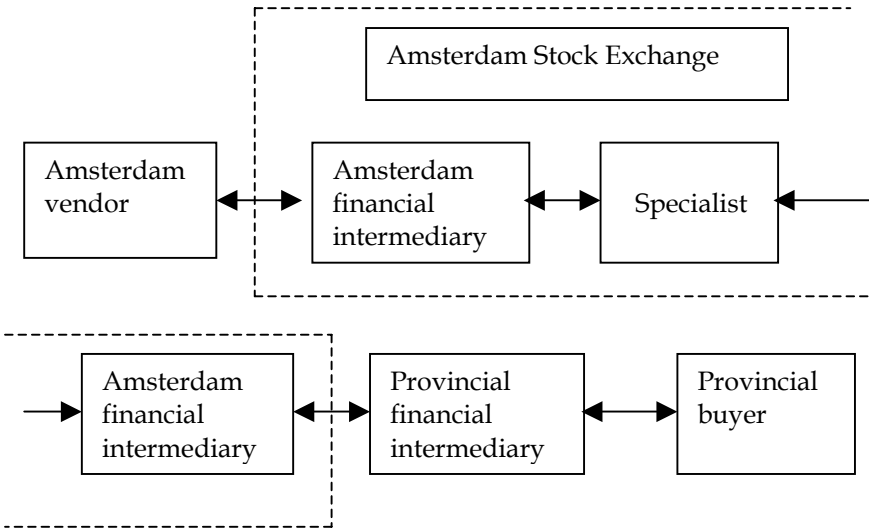 Amsterdam Stock Exchange
Amsterdam
vendor
Amsterdam
financial
intermediary
Specialist
Amsterdam
financial
intermediary
Provincial
financial
intermediary
Provincial
buyer